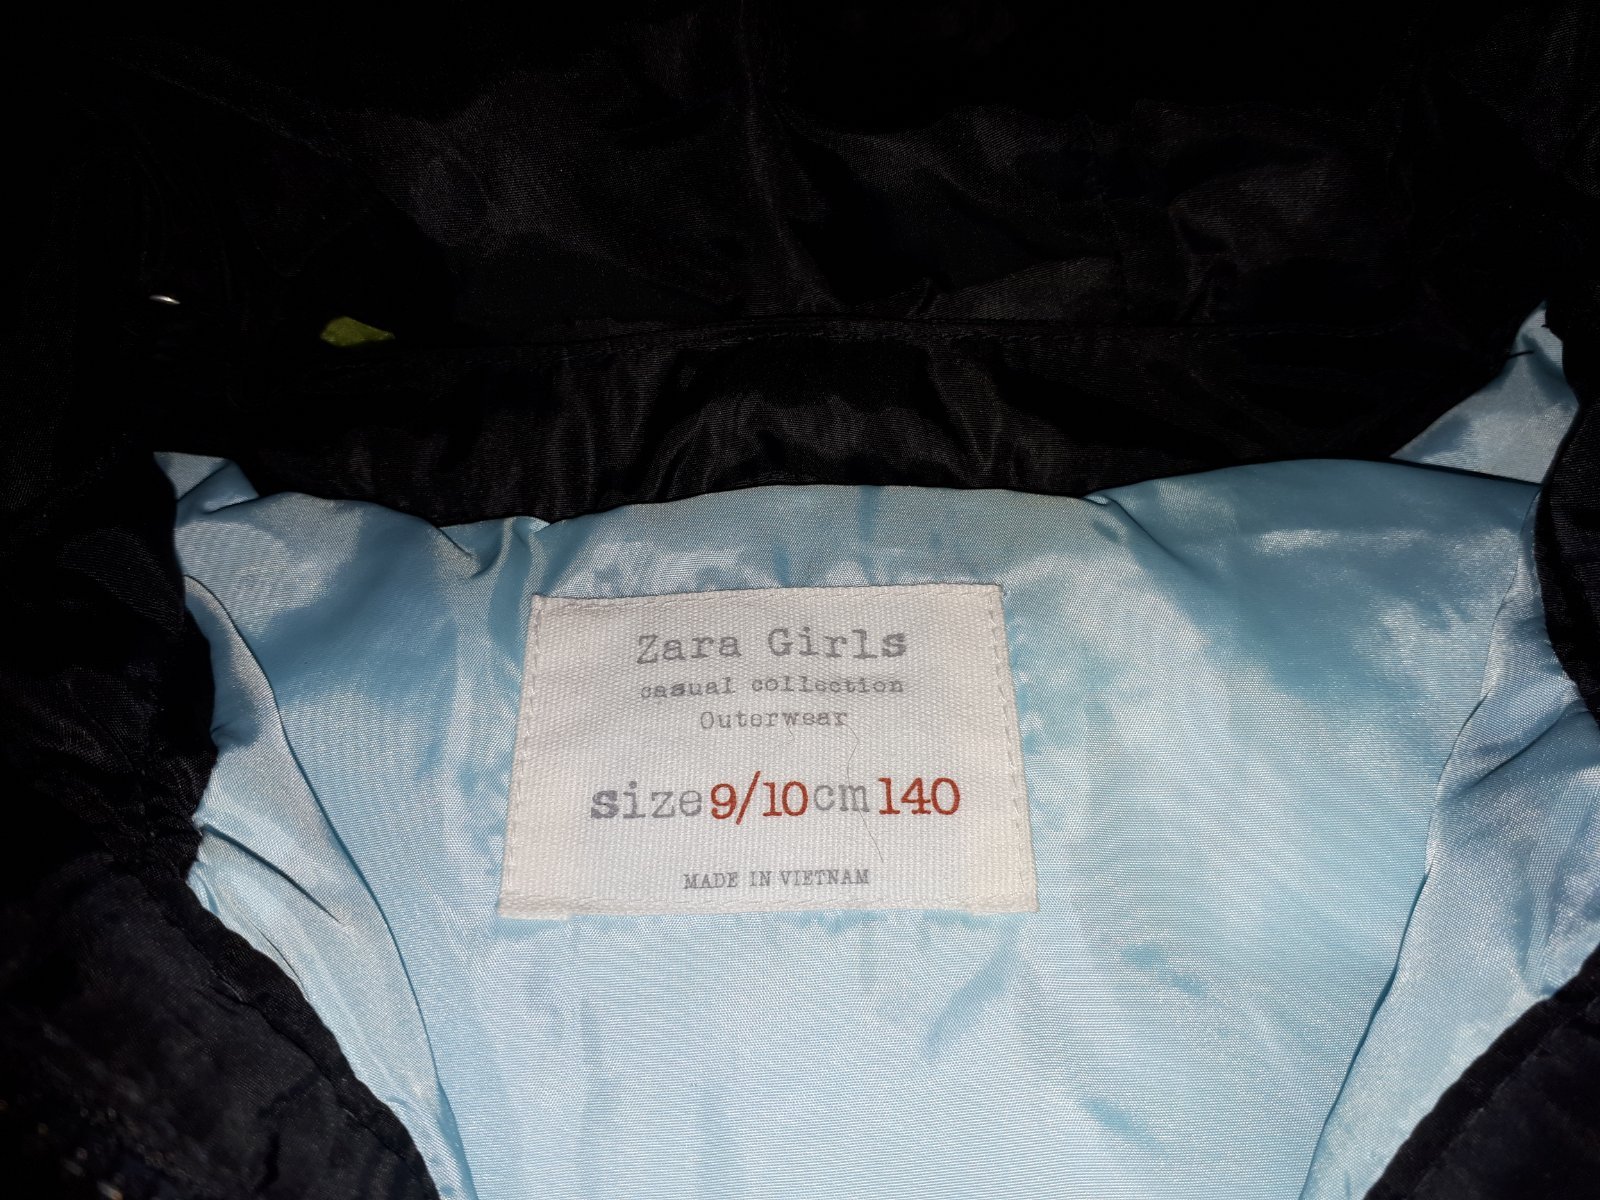 Zara Girls
casual collection
Outerwear
size 9/10 cm 140
MADE IN VIETNAM